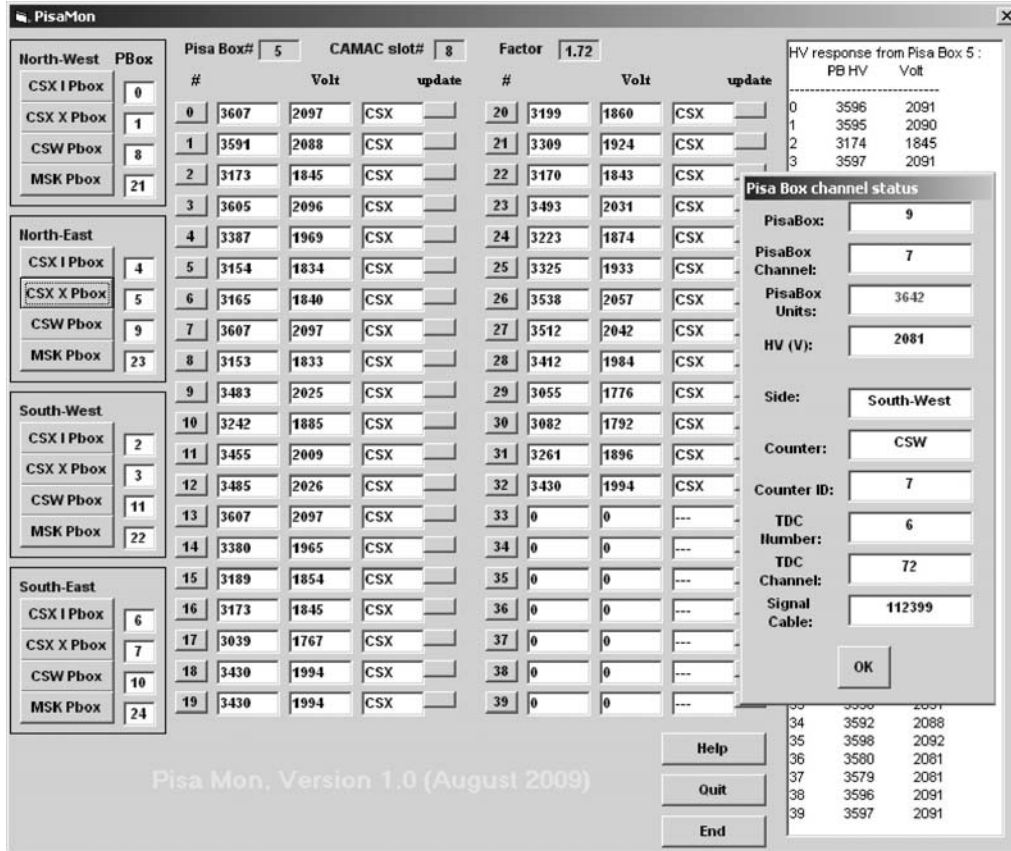 PisaMon
North-West PBox
CSX I Pbox 0
CSX X Pbox 1
CSW Pbox 8
MSK Pbox 21
North-East
CSX I Pbox 4
CSX X Pbox 5
CSW Pbox 9
MSK Pbox 23
South-West
CSX I Pbox 2
CSX X Pbox 3
CSW Pbox 11
MSK Pbox 22
South-East
CSX I Pbox 6
CSX X Pbox 7
CSW Pbox 10
MSK Pbox 24
Pisa Box# 5 CAMAC slot# 8 Factor 1.72
# Volt update # Volt update
0 3607 2097 CSX 20 3199 1860 CSX
1 3591 2088 CSX 21 3309 1924 CSX
2 3173 1845 CSX 22 3170 1843 CSX
3 3605 2096 CSX 23 3493 2031 CSX
4 3387 1969 CSX 24 3223 1874 CSX
5 3154 1834 CSX 25 3325 1933 CSX
6 3165 1840 CSX 26 3538 2057 CSX
7 3607 2097 CSX 27 3512 2042 CSX
8 3153 1833 CSX 28 3412 1984 CSX
9 3483 2025 CSX 29 3055 1776 CSX
10 3242 1885 CSX 30 3082 1792 CSX
11 3455 2009 CSX 31 3261 1896 CSX
12 3485 2026 CSX 32 3430 1994 CSX
13 3607 2097 CSX 33 0 0 ---
14 3380 1965 CSX 34 0 0 ---
15 3189 1854 CSX 35 0 0 ---
16 3173 1845 CSX 36 0 0 ---
17 3039 1767 CSX 37 0 0 ---
18 3430 1994 CSX 38 0 0 ---
19 3430 1994 CSX 39 0 0 ---
HV response from Pisa Box 5 :
PB HV Volt
------------------------------
0 3596 2091
1 3595 2090
2 3174 1845
3 3597 2091
Pisa Box channel status
PisaBox: 9
PisaBox Channel: 7
PisaBox Units: 3642
HV (V): 2081
Side: South-West
Counter: CSW
Counter ID: 7
TDC Number: 6
TDC Channel: 72
Signal Cable: 112399
OK
34 3592 2088
35 3598 2092
36 3580 2081
37 3579 2081
38 3596 2091
39 3597 2091
Help
Quit
End
Pisa Mon, Version 1.0 (August 2009)